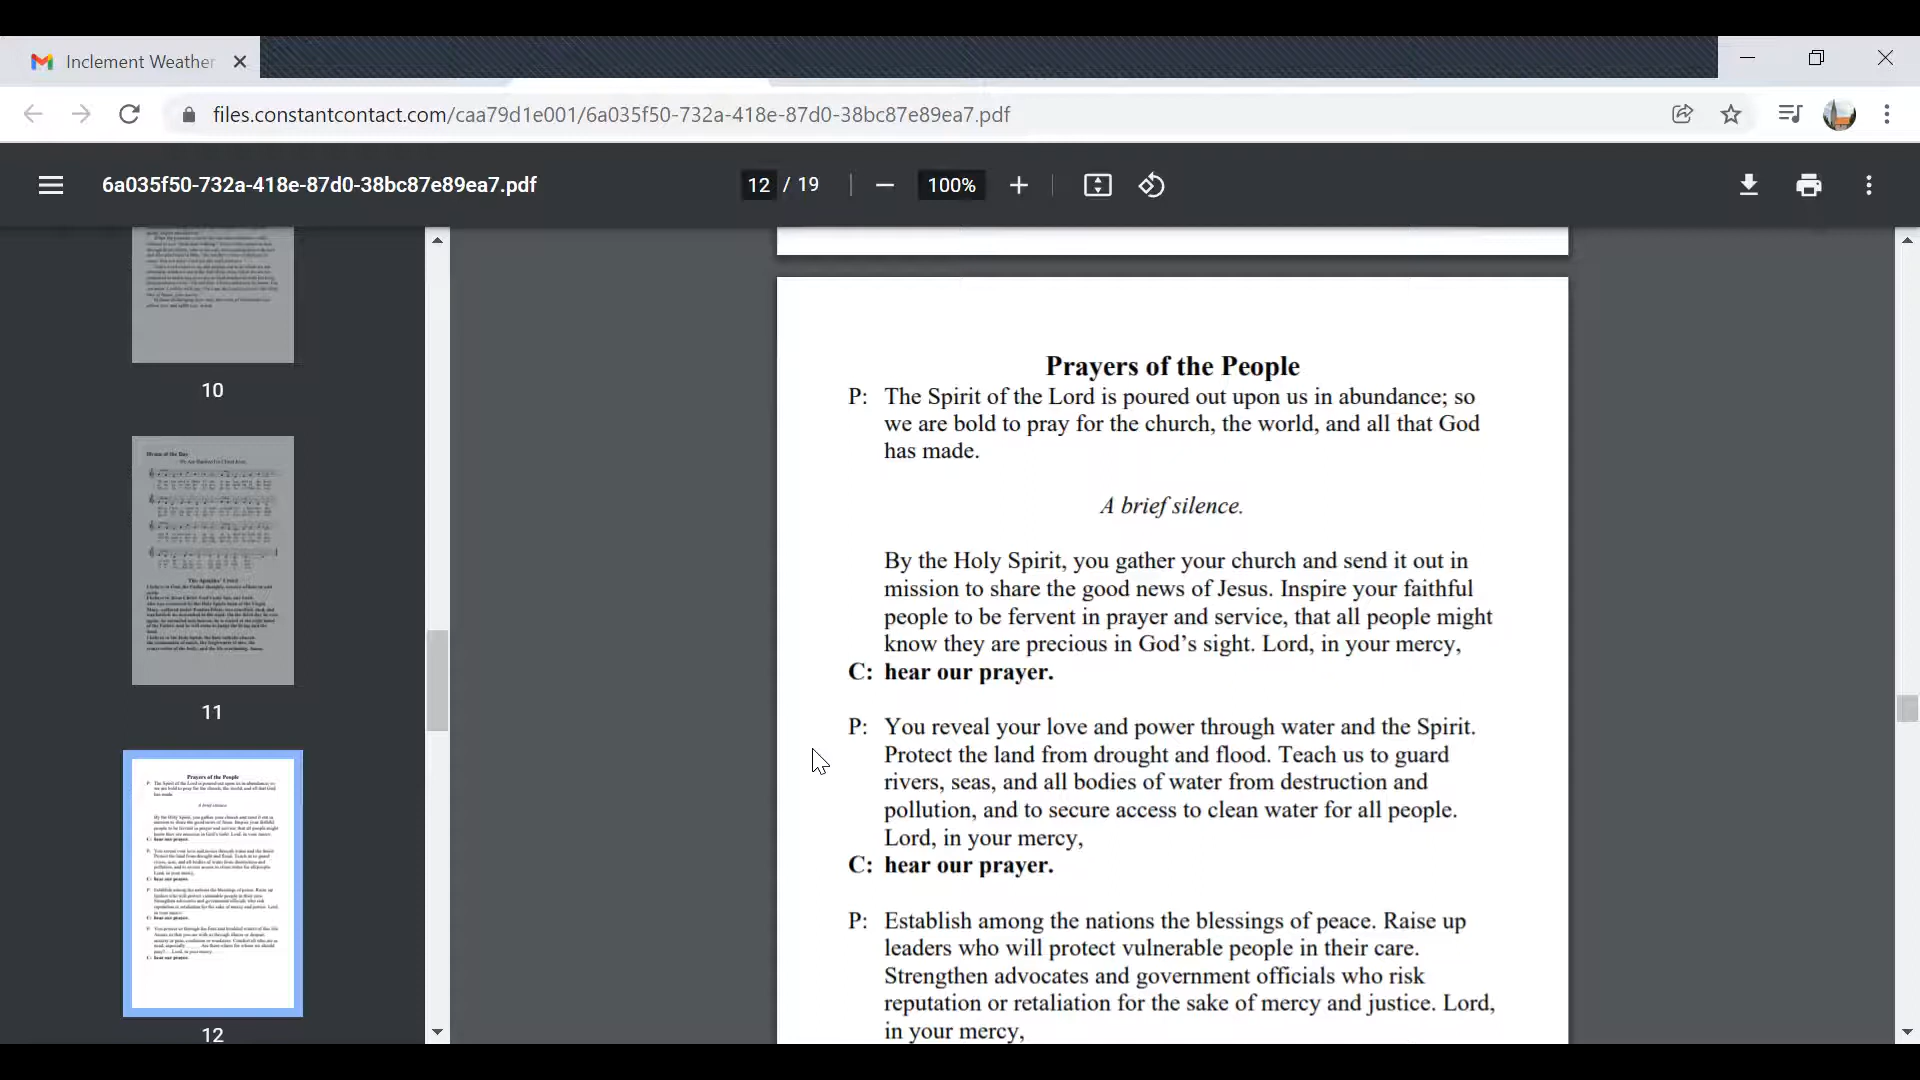 Inclement Weather
files.constantcontact.com/caa79d1e001/6a035f50-732a-418e-87d0-38bc87e89ea7.pdf
6a035f50-732a-418e-87d0-38bc87e89ea7.pdf
12 / 19
100%
10
11
12
Prayers of the People
P: The Spirit of the Lord is poured out upon us in abundance; so
we are bold to pray for the church, the world, and all that God
has made.
A brief silence.
By the Holy Spirit, you gather your church and send it out in
mission to share the good news of Jesus. Inspire your faithful
people to be fervent in prayer and service, that all people might
know they are precious in God’s sight. Lord, in your mercy,
C: hear our prayer.
P: You reveal your love and power through water and the Spirit.
Protect the land from drought and flood. Teach us to guard
rivers, seas, and all bodies of water from destruction and
pollution, and to secure access to clean water for all people.
Lord, in your mercy,
C: hear our prayer.
P: Establish among the nations the blessings of peace. Raise up
leaders who will protect vulnerable people in their care.
Strengthen advocates and government officials who risk
reputation or retaliation for the sake of mercy and justice. Lord,
in your mercy,